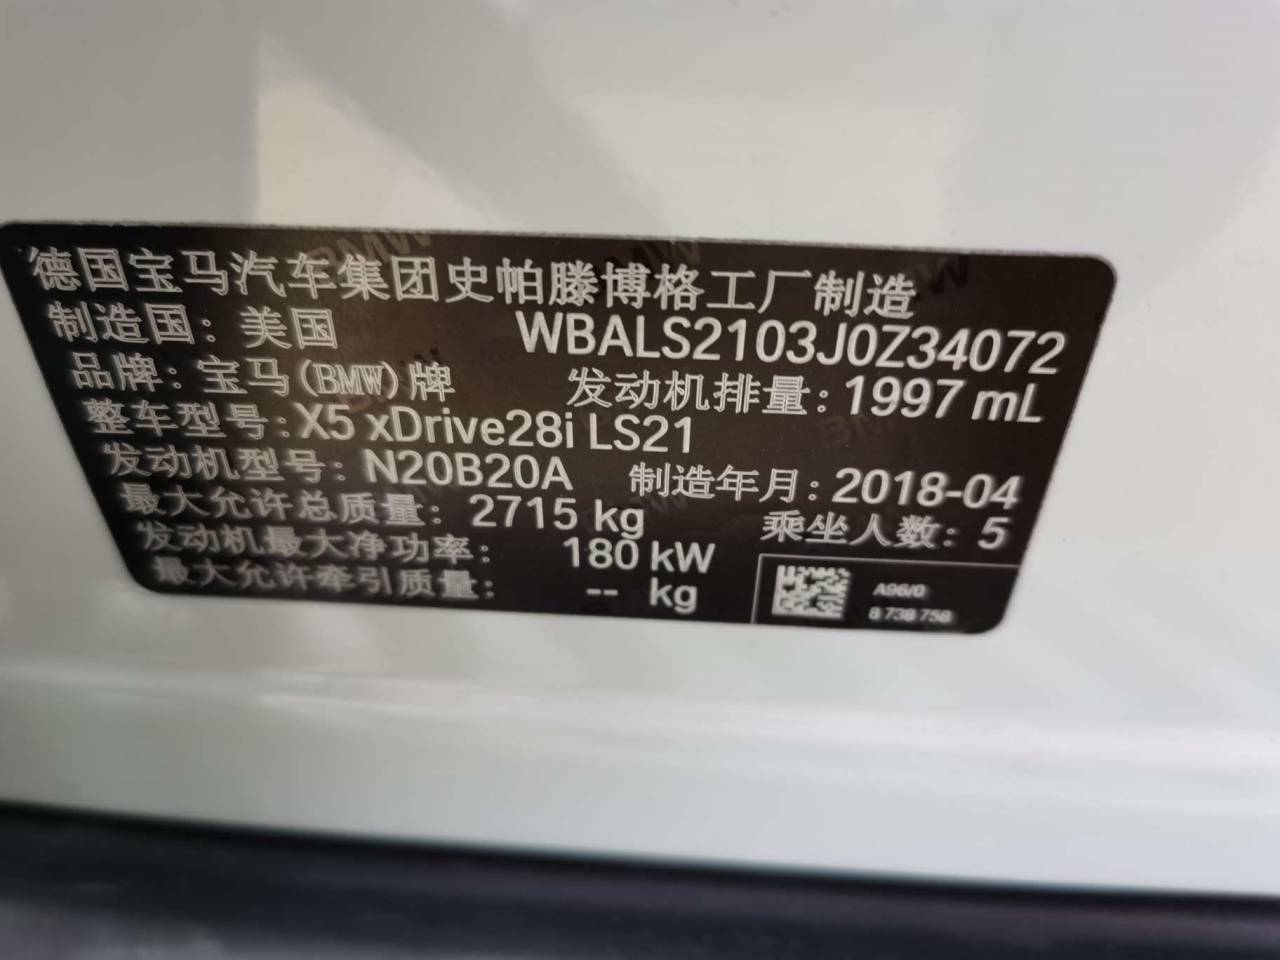 德国宝马汽车集团史帕滕博格工厂制造
制造国：美国 WBALS2103J0Z34072
品牌：宝马(BMW)牌 发动机排量：1997 mL
整车型号：X5 xDrive28i LS21
发动机型号：N20B20A 制造年月：2018-04
最大允许总质量：2715 kg 乘坐人数：5
发动机最大净功率：180 kW
最大允许牵引质量：-- kg
A96/0
8 738 758